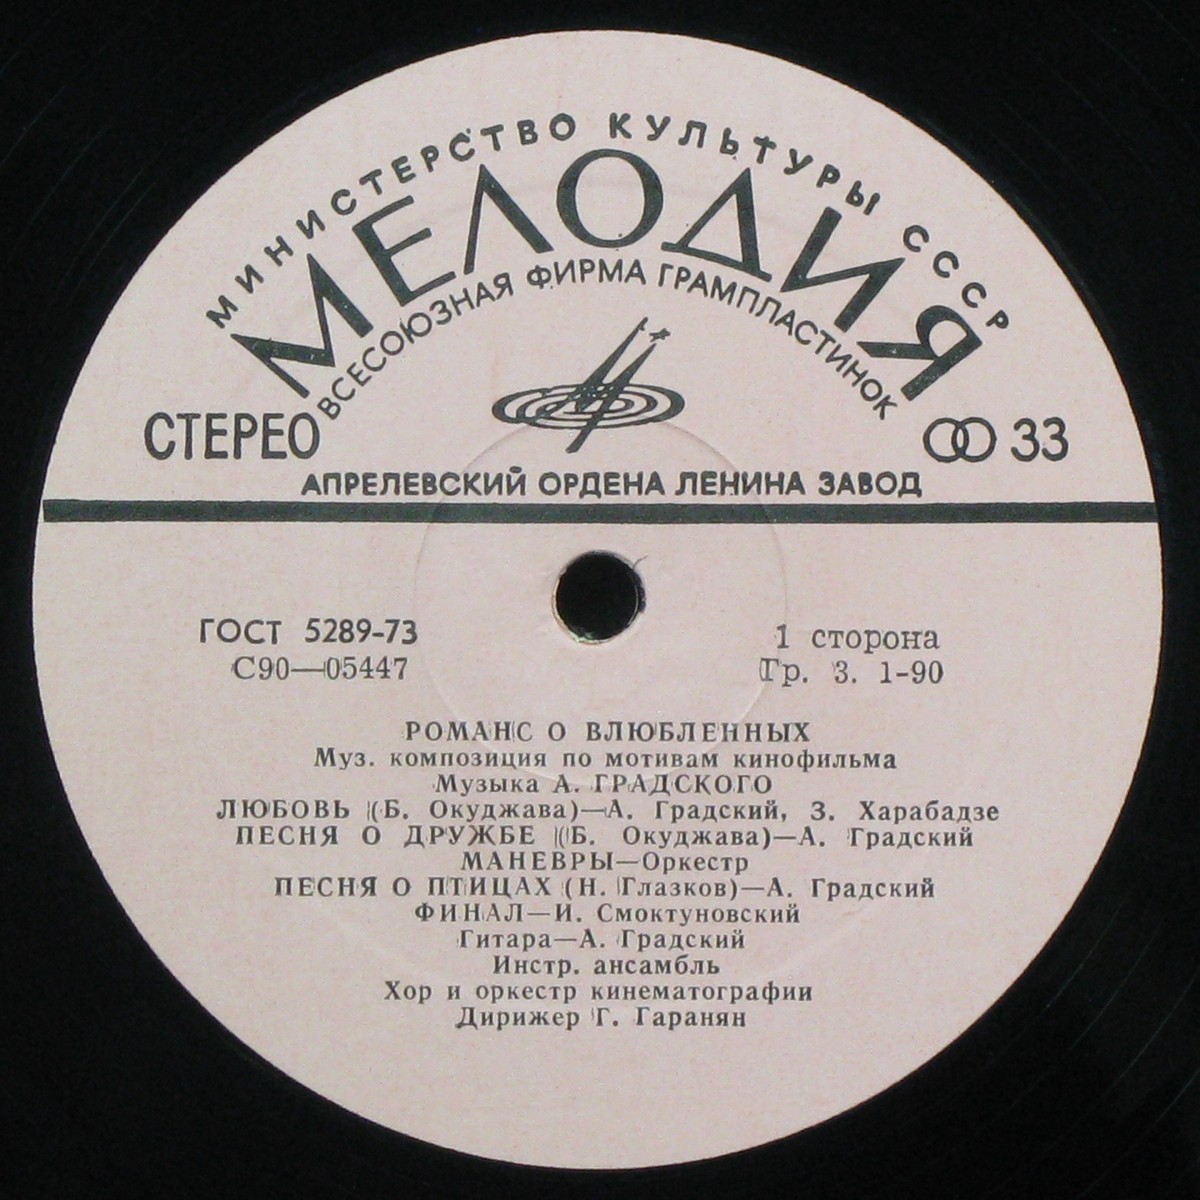 МИНИСТЕРСТВО КУЛЬТУРЫ СССР
МЕЛОДИЯ
ВСЕСОЮЗНАЯ ФИРМА ГРАМПЛАСТИНОК
СТЕРЕО
33
АПРЕЛЕВСКИЙ ОРДЕНА ЛЕНИНА ЗАВОД
ГОСТ 5289-73
С90—05447
1 сторона
Гр. 3. 1-90
РОМАНС О ВЛЮБЛЕННЫХ
Муз. композиция по мотивам кинофильма
Музыка А. ГРАДСКОГО
ЛЮБОВЬ (Б. Окуджава)—А. Градский, З. Харабадзе
ПЕСНЯ О ДРУЖБЕ (Б. Окуджава)—А. Градский
МАНЕВРЫ—Оркестр
ПЕСНЯ О ПТИЦАХ (Н. Глазков)—А. Градский
ФИНАЛ—И. Смоктуновский
Гитара—А. Градский
Инстр. ансамбль
Хор и оркестр кинематографии
Дирижер Г. Гаранян